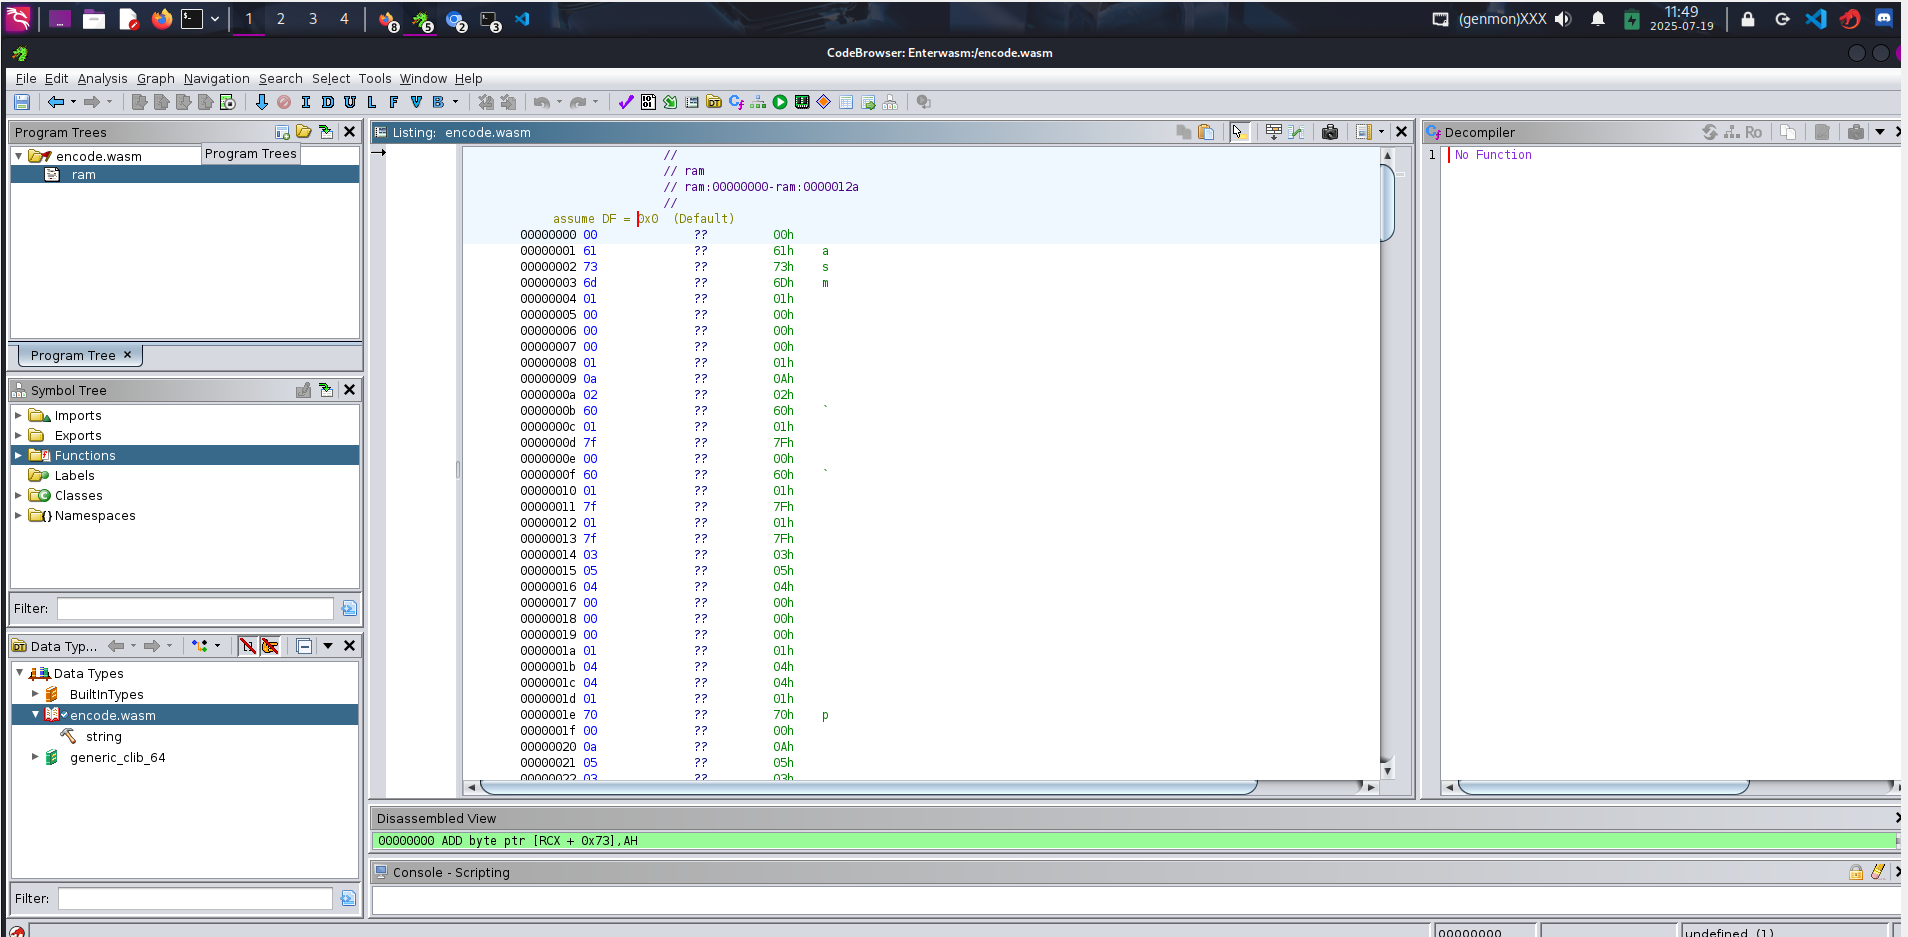 1 2 3 4 8 5 2 3 (genmon)XXX 11:49
2025-07-19
CodeBrowser: Enterwasm:/encode.wasm
File Edit Analysis Graph Navigation Search Select Tools Window Help
I D U L F V B
Program Trees
encode.wasm
Program Trees
ram
Program Tree
Symbol Tree
Imports
Exports
Functions
Labels
Classes
Namespaces
Filter:
Data Typ...
Data Types
BuiltInTypes
encode.wasm
string
generic_clib_64
Filter:
Listing: encode.wasm
//
// ram
// ram:00000000-ram:0000012a
//
assume DF = 0x0 (Default)
00000000 00 ?? 00h
00000001 61 ?? 61h a
00000002 73 ?? 73h s
00000003 6d ?? 6Dh m
00000004 01 ?? 01h
00000005 00 ?? 00h
00000006 00 ?? 00h
00000007 00 ?? 00h
00000008 01 ?? 01h
00000009 0a ?? 0Ah
0000000a 02 ?? 02h
0000000b 60 ?? 60h `
0000000c 01 ?? 01h
0000000d 7f ?? 7Fh
0000000e 00 ?? 00h
0000000f 60 ?? 60h `
00000010 01 ?? 01h
00000011 7f ?? 7Fh
00000012 01 ?? 01h
00000013 7f ?? 7Fh
00000014 03 ?? 03h
00000015 05 ?? 05h
00000016 04 ?? 04h
00000017 00 ?? 00h
00000018 00 ?? 00h
00000019 00 ?? 00h
0000001a 01 ?? 01h
0000001b 04 ?? 04h
0000001c 04 ?? 04h
0000001d 01 ?? 01h
0000001e 70 ?? 70h p
0000001f 00 ?? 00h
00000020 0a ?? 0Ah
00000021 05 ?? 05h
00000022 03 ?? 03h
Decompiler
Ro
1 No Function
Disassembled View
00000000 ADD byte ptr [RCX + 0x73],AH
Console - Scripting
00000000
undefined (1)